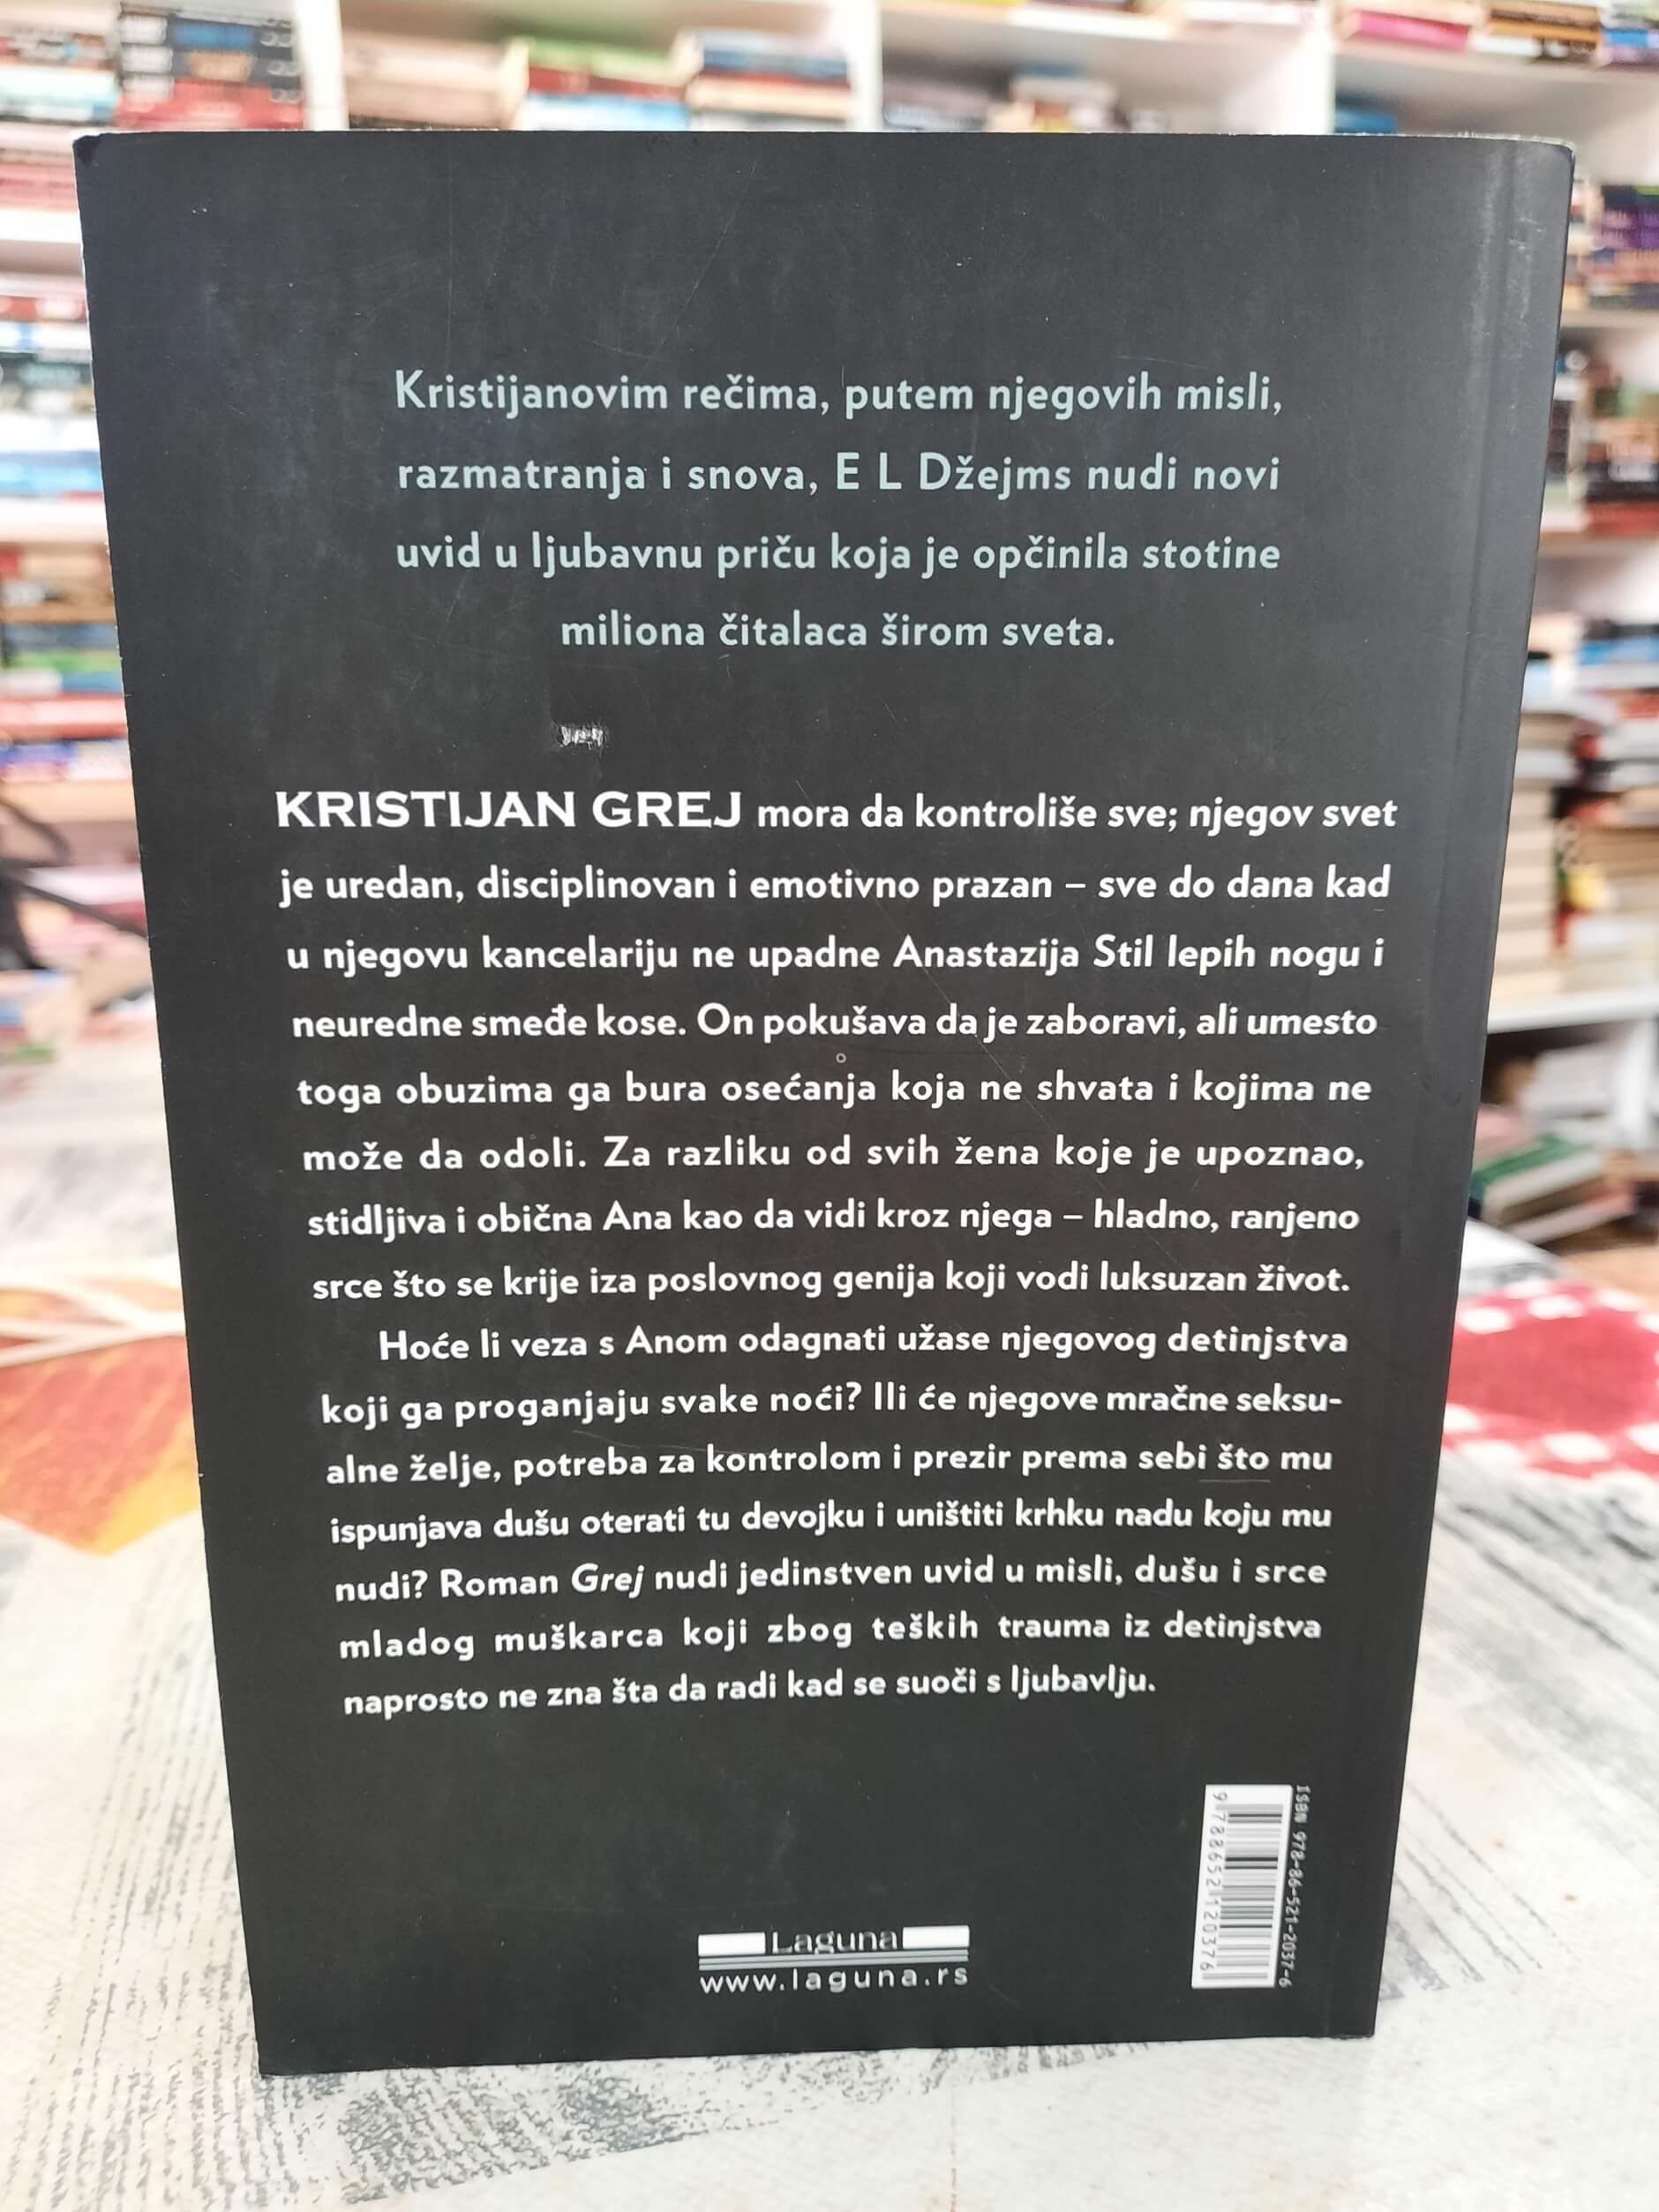 Kristijanovim rečima, putem njegovih misli,
razmatranja i snova, E L Džejms nudi novi
uvid u ljubavnu priču koja je opčinila stotine
miliona čitalaca širom sveta.
KRISTIJAN GREJ mora da kontroliše sve; njegov svet
je uredan, disciplinovan i emotivno prazan – sve do dana kad
u njegovu kancelariju ne upadne Anastazija Stil lepih nogu i
neuredne smeđe kose. On pokušava da je zaboravi, ali umesto
toga obuzima ga bura osećanja koja ne shvata i kojima ne
može da odoli. Za razliku od svih žena koje je upoznao,
stidljiva i obična Ana kao da vidi kroz njega – hladno, ranjeno
srce što se krije iza poslovnog genija koji vodi luksuzan život.
Hoće li veza s Anom odagnati užase njegovog detinjstva
koji ga proganjaju svake noći? Ili će njegove mračne seksu-
alne želje, potreba za kontrolom i prezir prema sebi što mu
ispunjava dušu oterati tu devojku i uništiti krhku nadu koju mu
nudi? Roman Grej nudi jedinstven uvid u misli, dušu i srce
mladog muškarca koji zbog teških trauma iz detinjstva
naprosto ne zna šta da radi kad se suoči s ljubavlju.
Laguna
www.laguna.rs
ISBN 978-86-521-2037-6
9 788652 120376